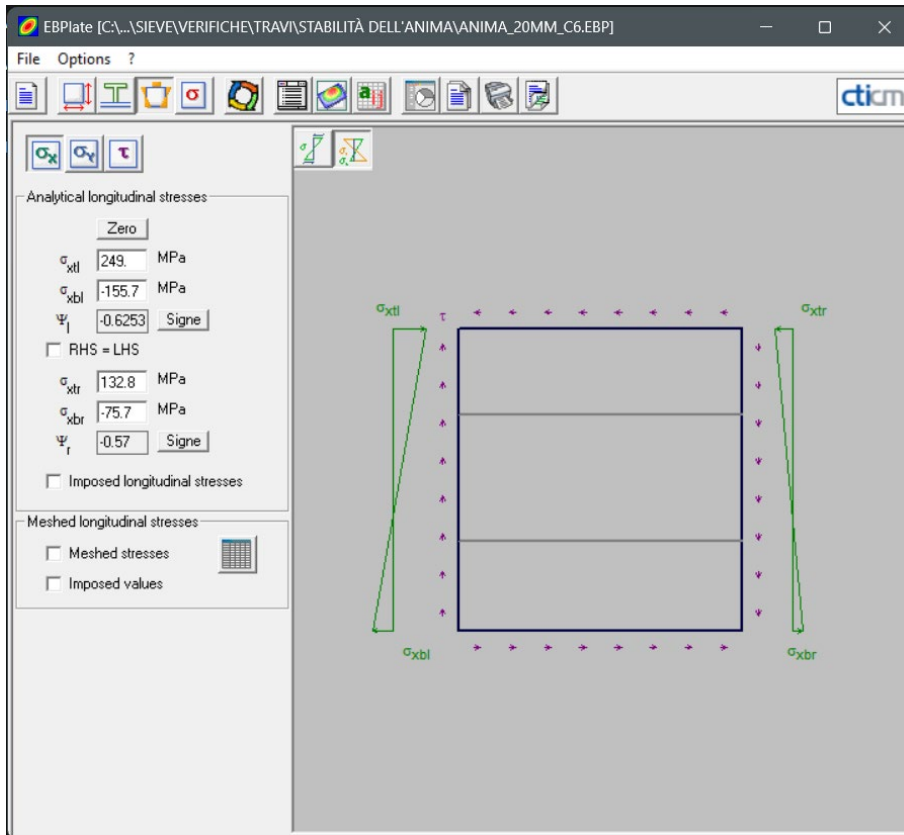 EBPlate [C:\...\SIEVE\VERIFICHE\TRAVI\STABILITÀ DELL'ANIMA\ANIMA_20MM_C6.EBP]
File Options ?
σ
a
cticm
σx σY τ
Analytical longitudinal stresses
Zero
σxtl 249. MPa
σxbl -155.7 MPa
Ψl -0.6253 Signe
RHS = LHS
σxtr 132.8 MPa
σxbr -75.7 MPa
Ψr -0.57 Signe
Imposed longitudinal stresses
Meshed longitudinal stresses
Meshed stresses
Imposed values
σxtl τ σxtr
σxbl σxbr